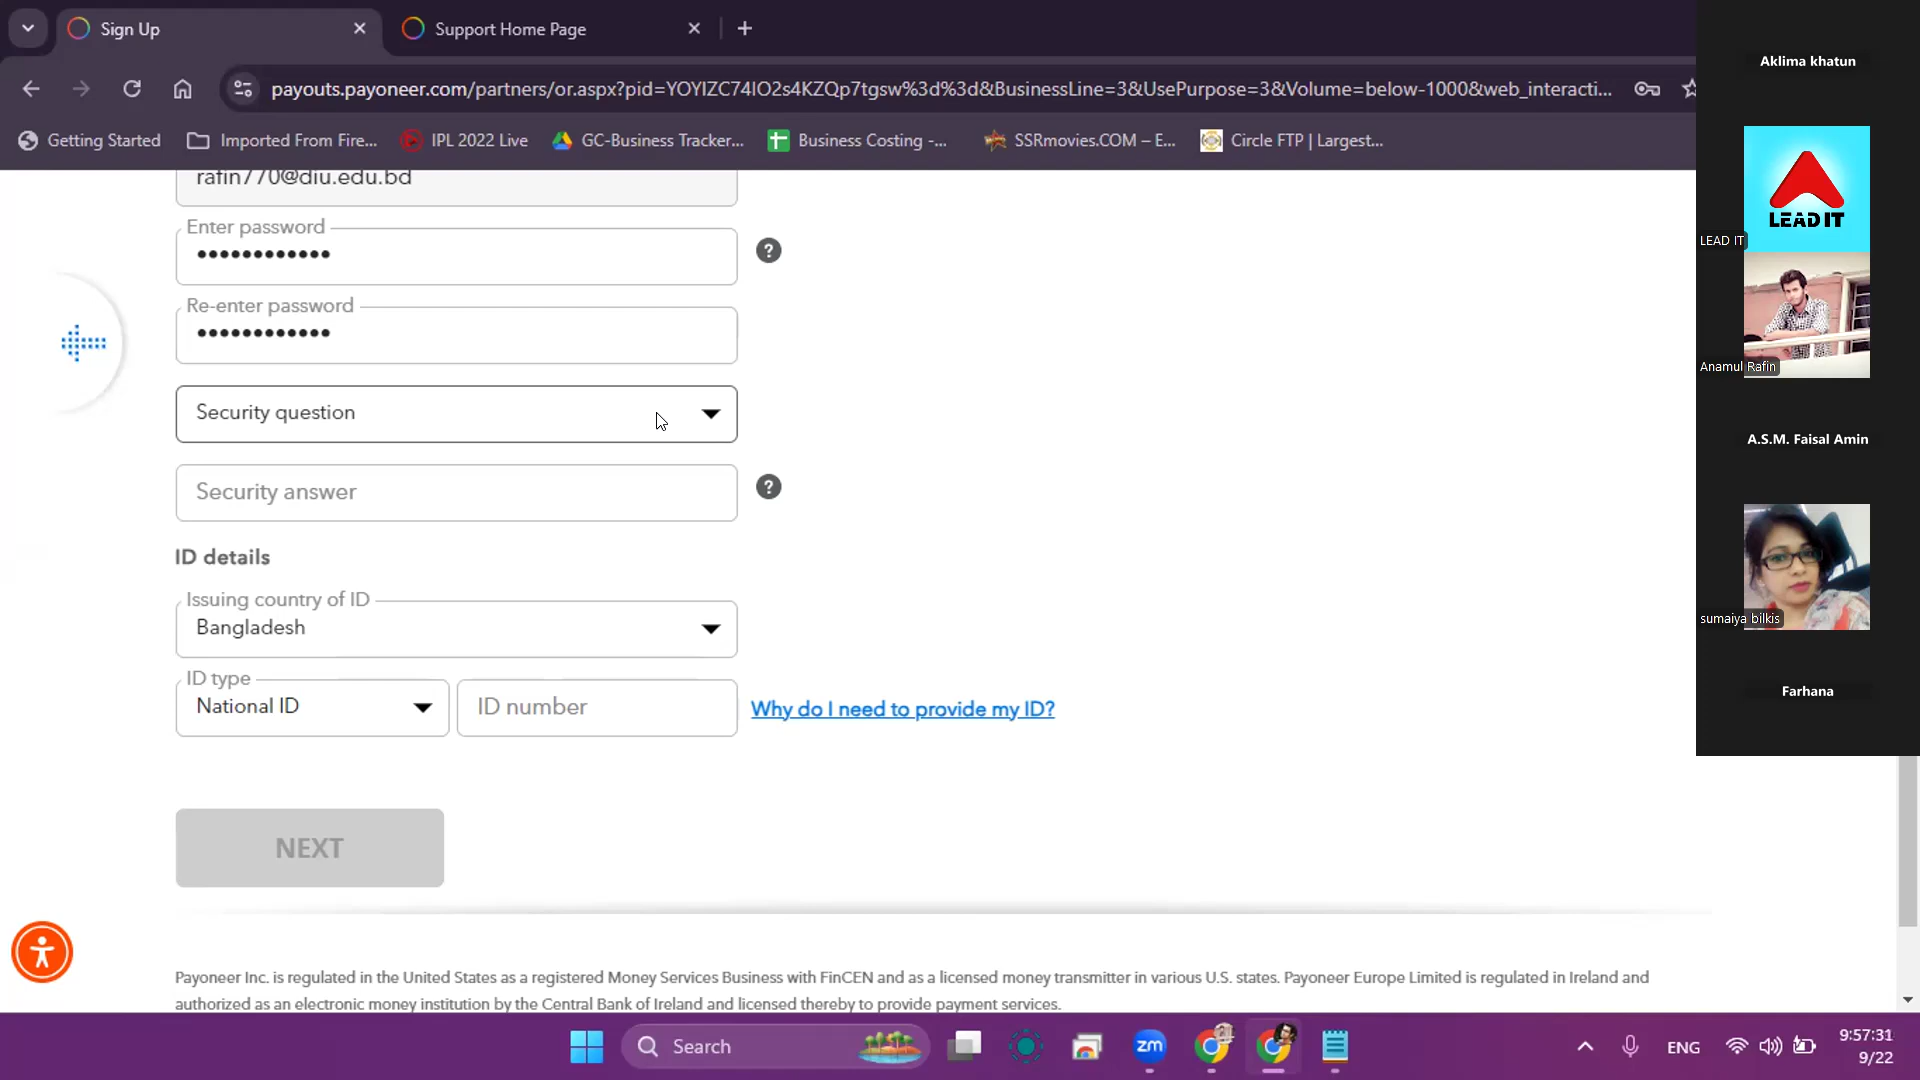 Sign Up
Support Home Page
payouts.payoneer.com/partners/or.aspx?pid=YOYIZC74IO2s4KZQp7tgsw%3d%3d&BusinessLine=3&UsePurpose=3&Volume=below-1000&web_interacti...
Getting Started
Imported From Fire...
IPL 2022 Live
GC-Business Tracker...
Business Costing -...
SSRmovies.COM – E...
Circle FTP | Largest...
rafin770@diu.edu.bd
Enter password
••••••••••••
?
Re-enter password
••••••••••••
Security question
Security answer
?
ID details
Issuing country of ID
Bangladesh
ID type
National ID
ID number
Why do I need to provide my ID?
NEXT
Payoneer Inc. is regulated in the United States as a registered Money Services Business with FinCEN and as a licensed money transmitter in various U.S. states. Payoneer Europe Limited is regulated in Ireland and
authorized as an electronic money institution by the Central Bank of Ireland and licensed thereby to provide payment services.
Aklima khatun
LEAD IT
LEAD IT
Anamul Rafin
A.S.M. Faisal Amin
sumaiya bilkis
Farhana
Search
zm
ENG
9:57:31
9/22